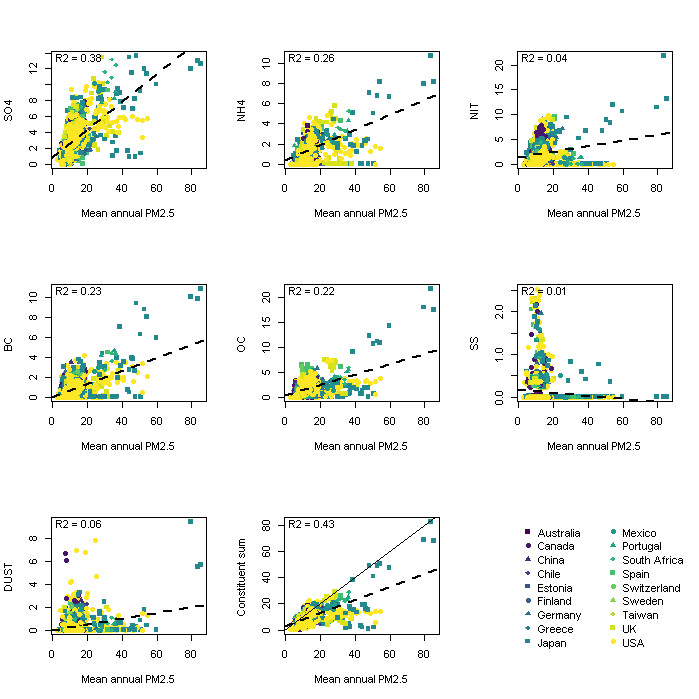 R2 = 0.38
SO4
0 2 4 6 8 12
0 20 40 60 80
Mean annual PM2.5
R2 = 0.26
NH4
0 2 4 6 8 10
0 20 40 60 80
Mean annual PM2.5
R2 = 0.04
NIT
0 5 10 15 20
0 20 40 60 80
Mean annual PM2.5
R2 = 0.23
BC
0 2 4 6 8 10
0 20 40 60 80
Mean annual PM2.5
R2 = 0.22
OC
0 5 10 15 20
0 20 40 60 80
Mean annual PM2.5
R2 = 0.01
SS
0.0 1.0 2.0
0 20 40 60 80
Mean annual PM2.5
R2 = 0.06
DUST
0 2 4 6 8
0 20 40 60 80
Mean annual PM2.5
R2 = 0.43
Constituent sum
0 20 40 60 80
0 20 40 60 80
Mean annual PM2.5
Australia
Canada
China
Chile
Estonia
Finland
Germany
Greece
Japan
Mexico
Portugal
South Africa
Spain
Switzerland
Sweden
Taiwan
UK
USA